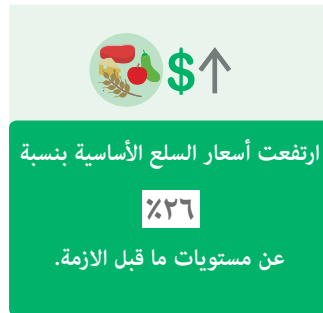 $
ارتفعت أسعار السلع الأساسية بنسبة
٢٦٪
عن مستويات ما قبل الازمة.